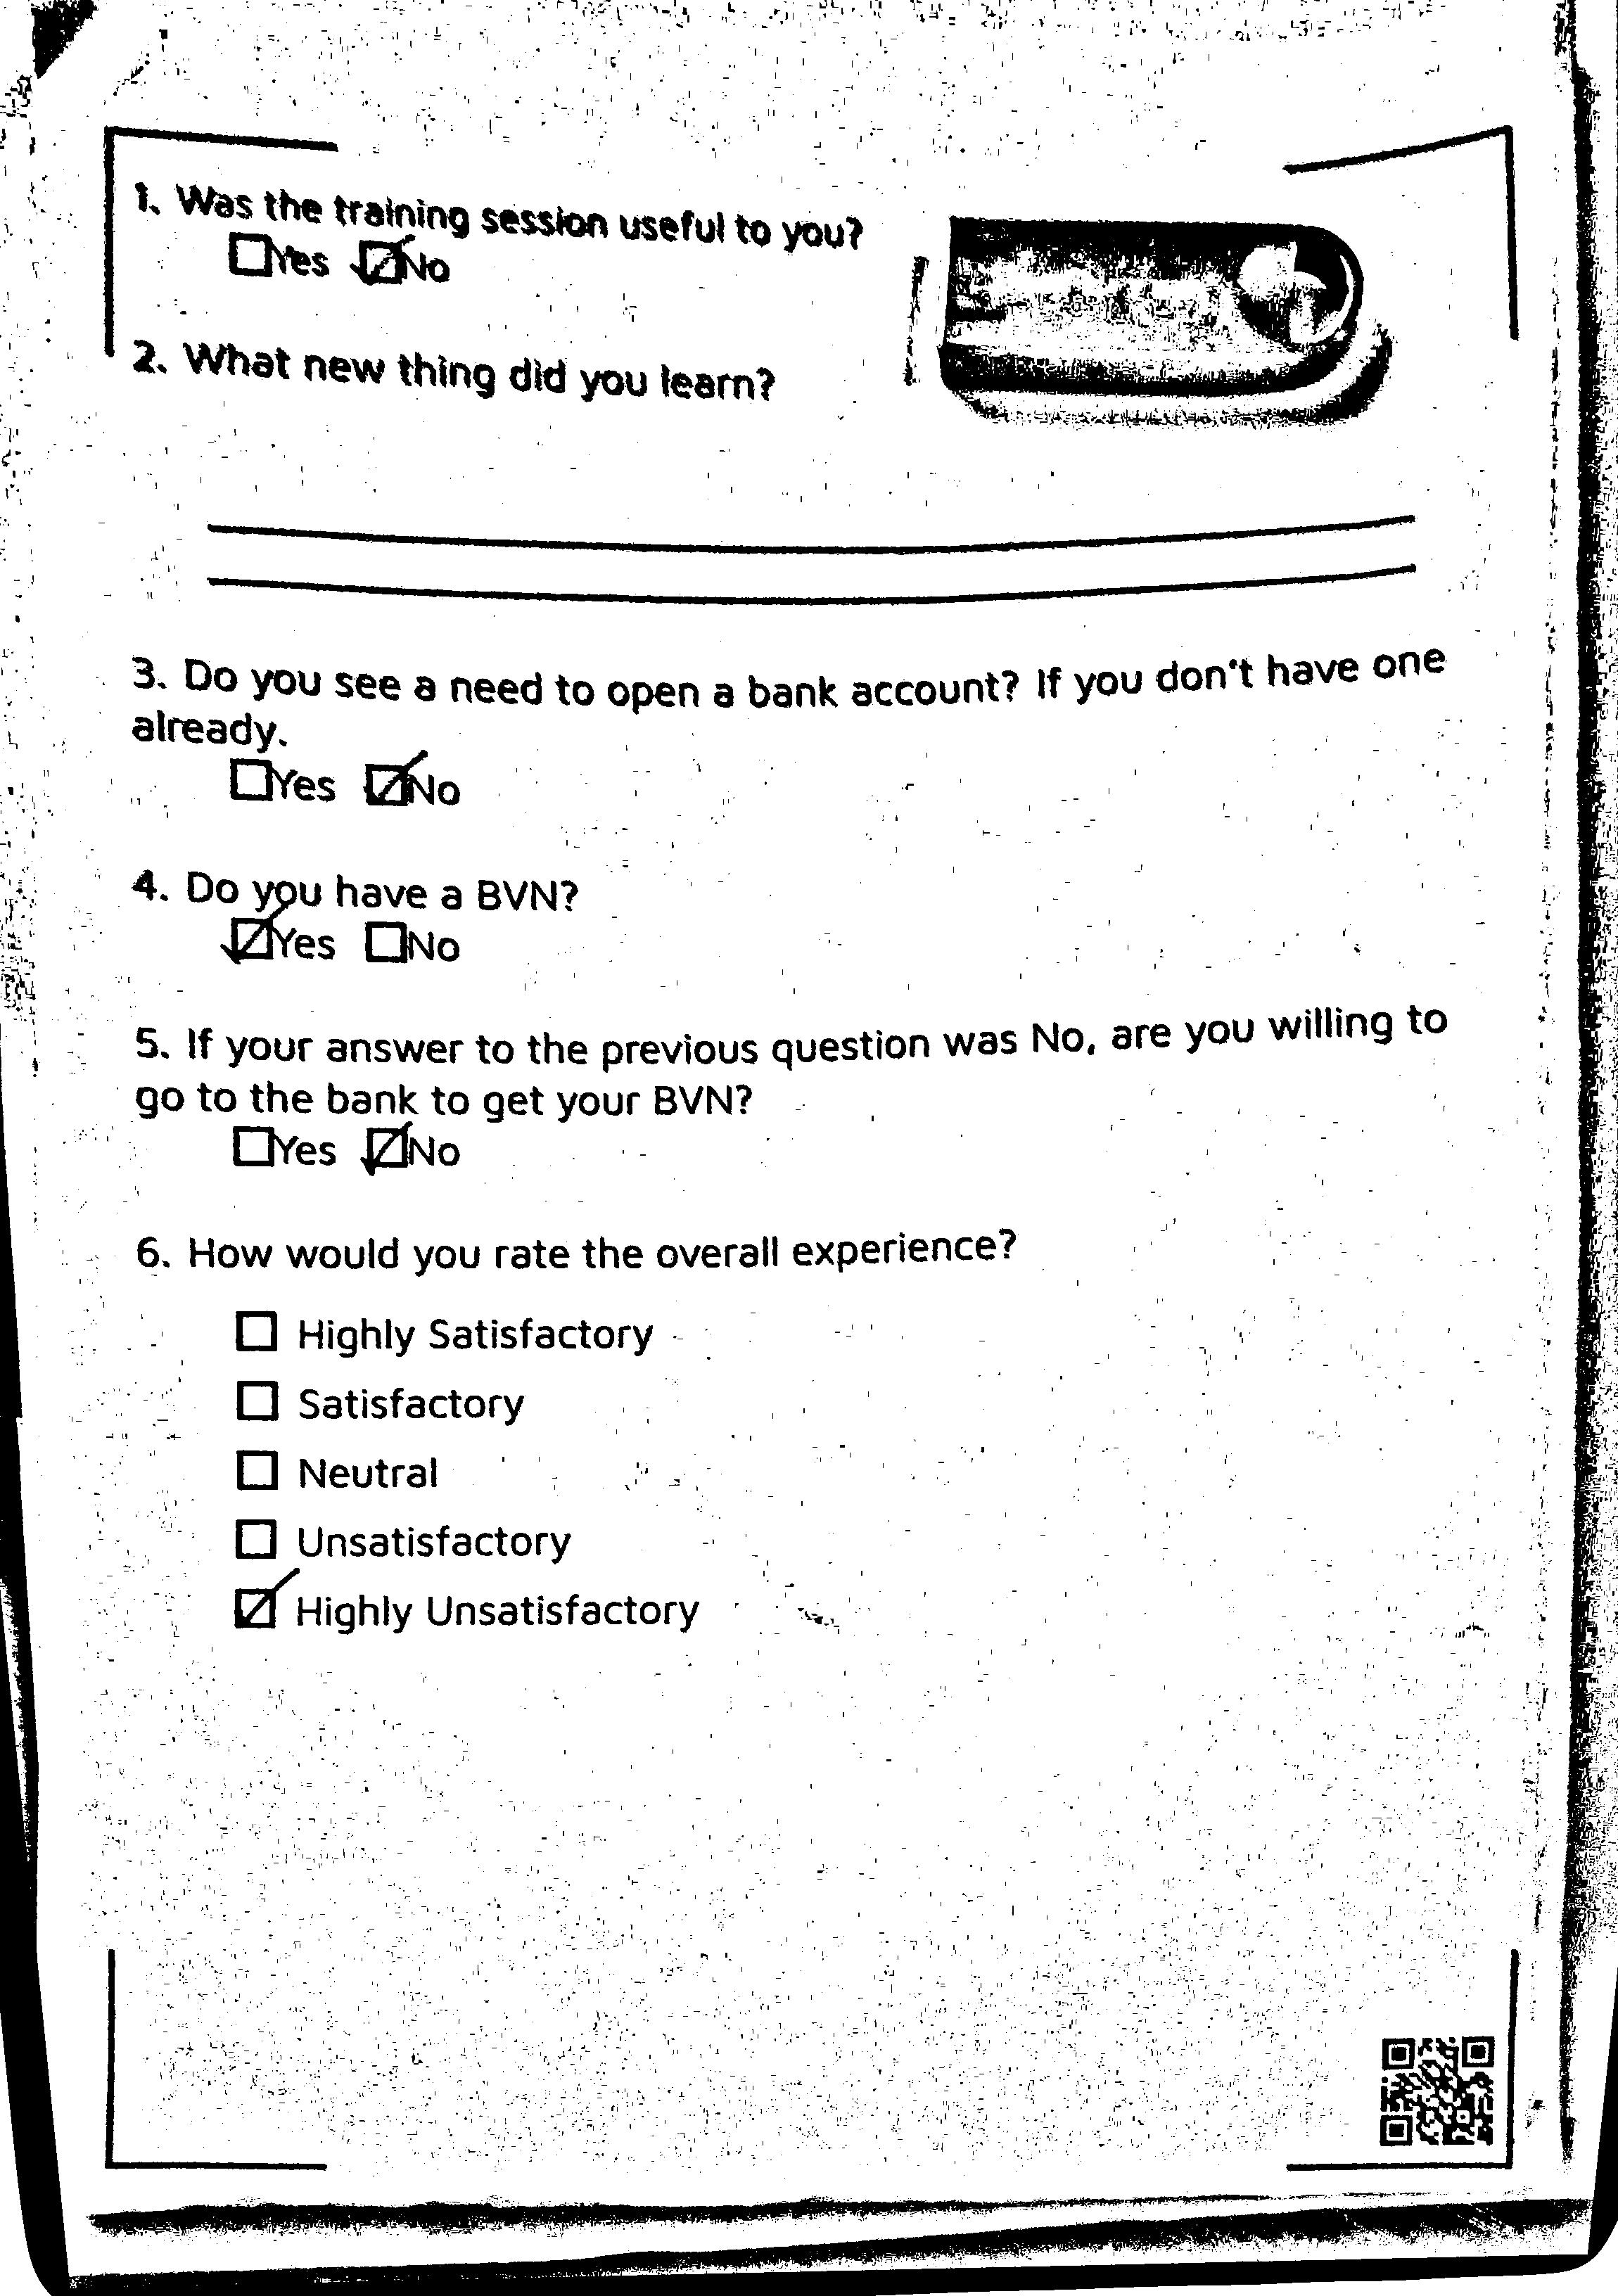 1. Was the training session useful to you?
☐Yes ☑No
2. What new thing did you learn?
3. Do you see a need to open a bank account? If you don't have one
already.
☐Yes ☑No
4. Do you have a BVN?
☑Yes ☐No
5. If your answer to the previous question was No, are you willing to
go to the bank to get your BVN?
☐Yes ☑No
6. How would you rate the overall experience?
☐ Highly Satisfactory
☐ Satisfactory
☐ Neutral
☐ Unsatisfactory
☑ Highly Unsatisfactory